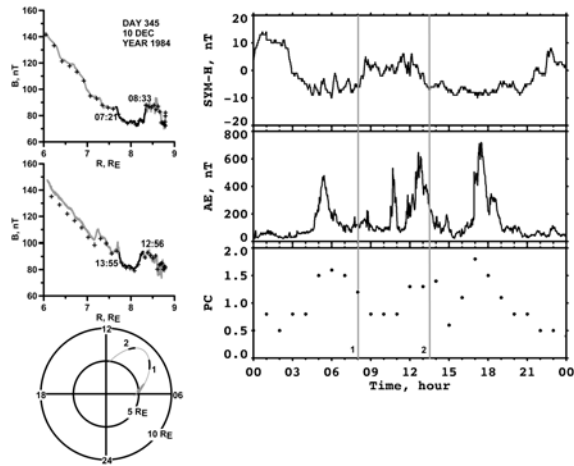 DAY 345
10 DEC
YEAR 1984
B, nT
160
140
120
100
80
60
08:33
07:21
6 7 8 9
R, RE
B, nT
160
140
120
100
80
60
12:56
13:55
6 7 8 9
R, RE
12
2
1
18
06
5 RE
10 RE
24
SYM-H, nT
20
10
0
-10
-20
AE, nT
800
600
400
200
0
PC
2.0
1.5
1.0
0.5
0.0
1
2
00 03 06 09 12 15 18 21 00
Time, hour